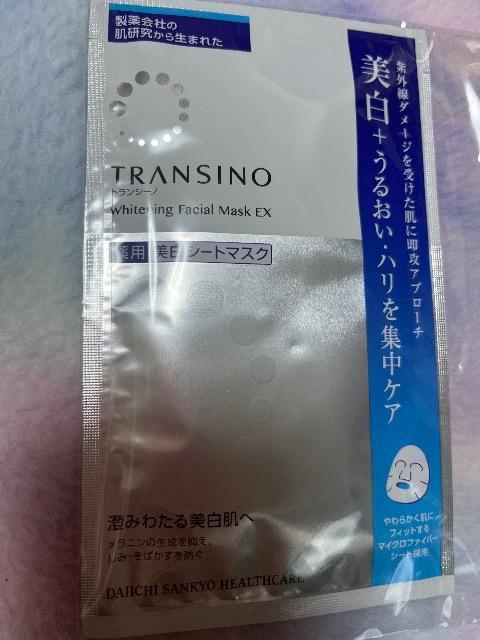 製薬会社の
肌研究から生まれた
TRANSINO
トランシーノ
Whitening Facial Mask EX
薬用 美白シートマスク
紫外線ダメージを受けた肌に即攻アプローチ
美白+うるおい・ハリを集中ケア
やわらかく肌に
フィットする
マイクロファイバー
シート採用
澄みわたる美白肌へ
メラニンの生成を抑え、
しみ・そばかすを防ぐ
DAIICHI SANKYO HEALTHCARE